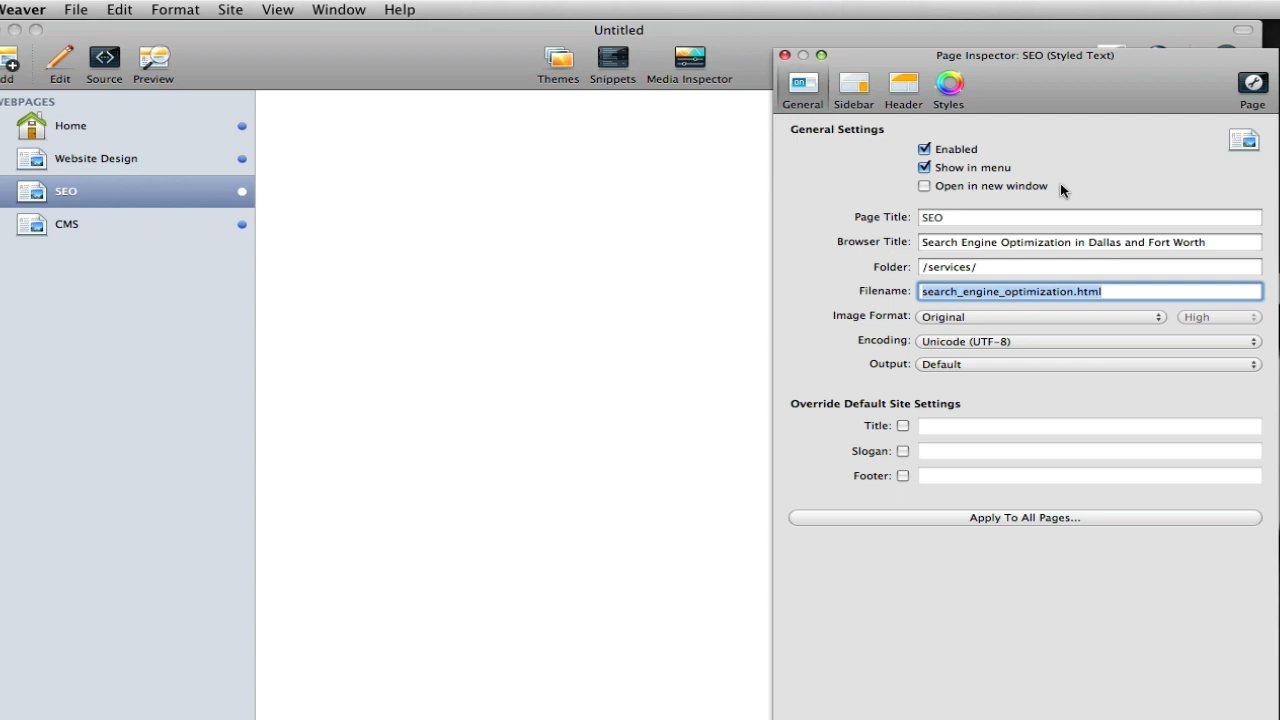 Weaver File Edit Format Site View Window Help
Untitled
dd Edit Source Preview Themes Snippets Media Inspector
WEBPAGES
Home
Website Design
SEO
CMS
Page Inspector: SEO (Styled Text)
General Sidebar Header Styles Page
General Settings
Enabled
Show in menu
Open in new window
Page Title: SEO
Browser Title: Search Engine Optimization in Dallas and Fort Worth
Folder: /services/
Filename: search_engine_optimization.html
Image Format: Original High
Encoding: Unicode (UTF-8)
Output: Default
Override Default Site Settings
Title:
Slogan:
Footer:
Apply To All Pages...